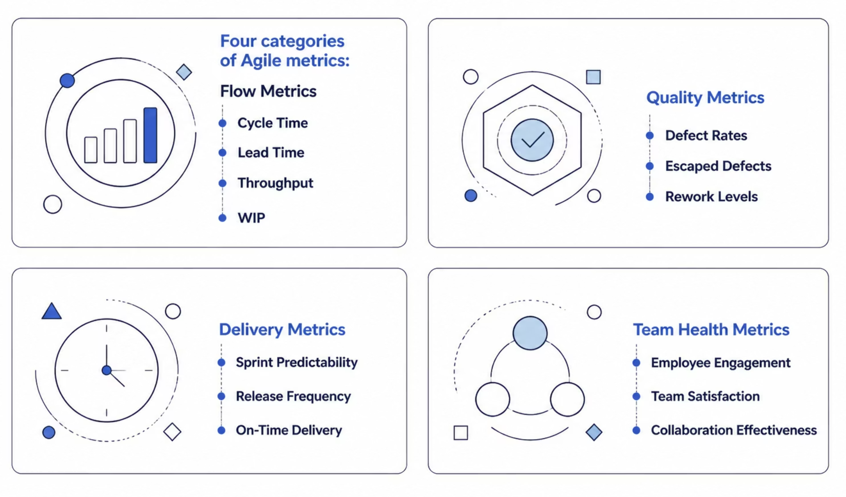 Four categories
of Agile metrics:
Flow Metrics
Cycle Time
Lead Time
Throughput
WIP
Quality Metrics
Defect Rates
Escaped Defects
Rework Levels
Delivery Metrics
Sprint Predictability
Release Frequency
On-Time Delivery
Team Health Metrics
Employee Engagement
Team Satisfaction
Collaboration Effectiveness